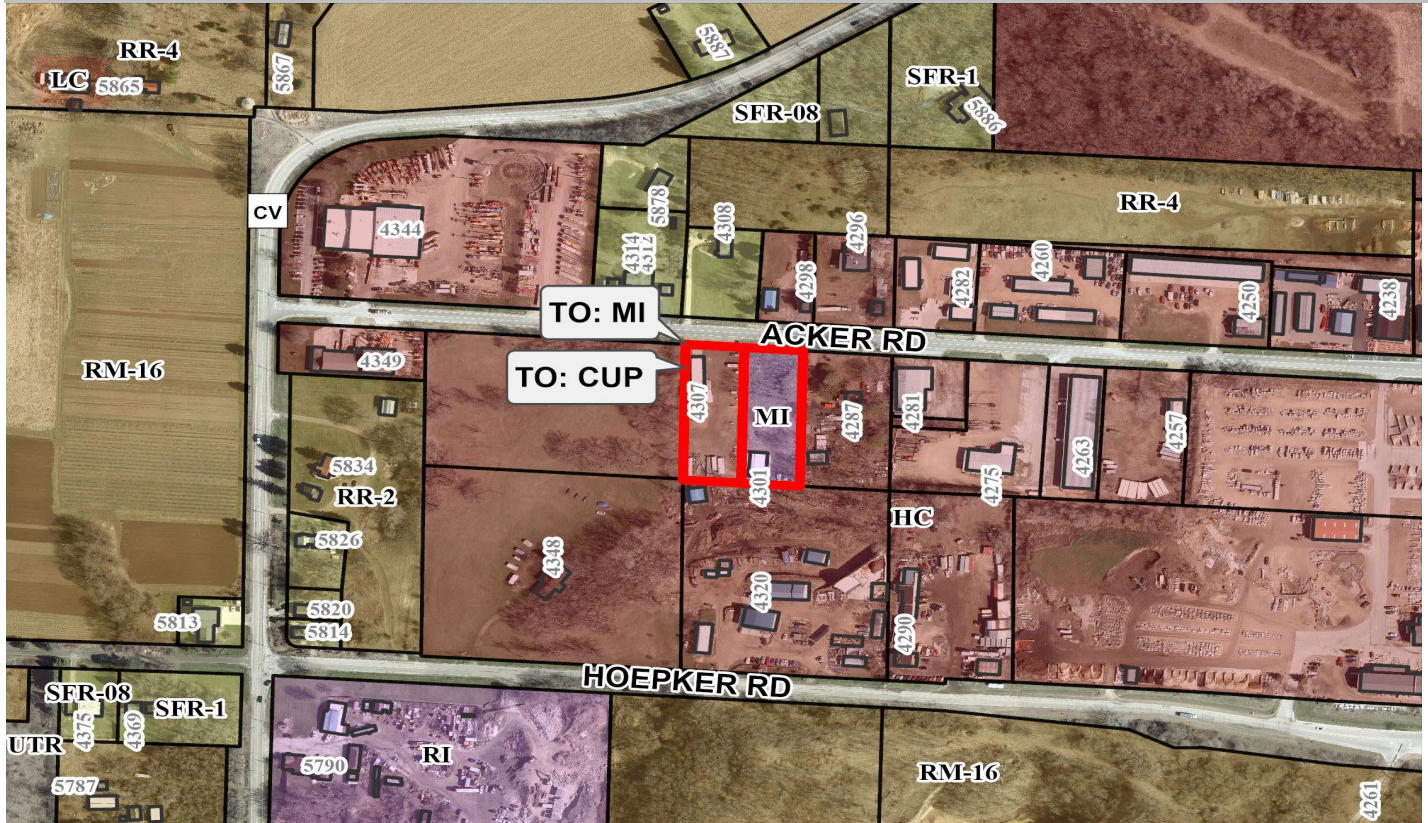 RR-4
LC
5865
5867
5887
SFR-08
SFR-1
5886
CV
4344
5878
4314
4312
4308
4298
4296
4282
4260
RR-4
4250
4238
TO: MI
ACKER RD
RM-16
4349
TO: CUP
4307
MI
4287
4281
4275
4263
4257
5834
RR-2
5826
4301
HC
4348
4320
4290
5820
5814
5813
HOEPKER RD
SFR-08
SFR-1
4375
4369
UTR
5787
5790
RI
RM-16
4261